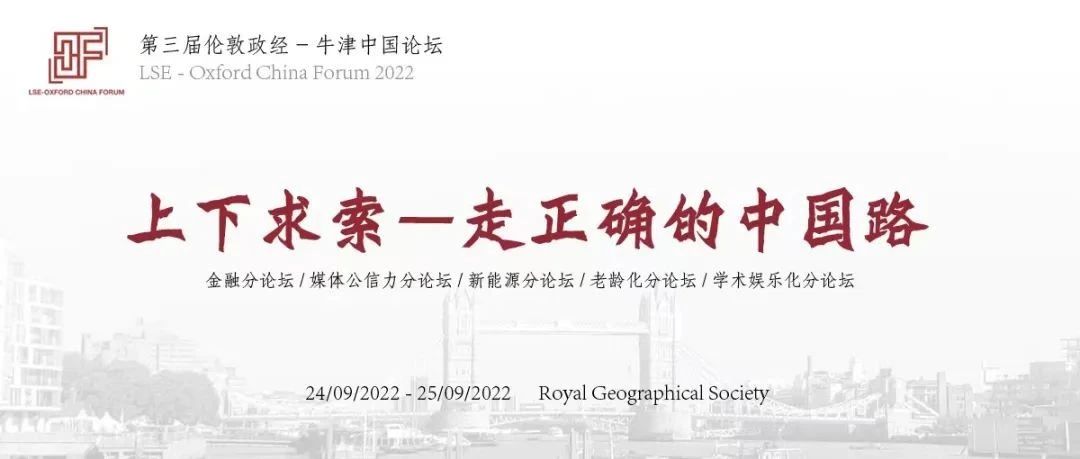 第三届伦敦政经 – 牛津中国论坛
LSE - Oxford China Forum 2022
LSE-OXFORD CHINA FORUM
上下求索—走正确的中国路
金融分论坛 / 媒体公信力分论坛 / 新能源分论坛 / 老龄化分论坛 / 学术娱乐化分论坛
24/09/2022 - 25/09/2022 Royal Geographical Society